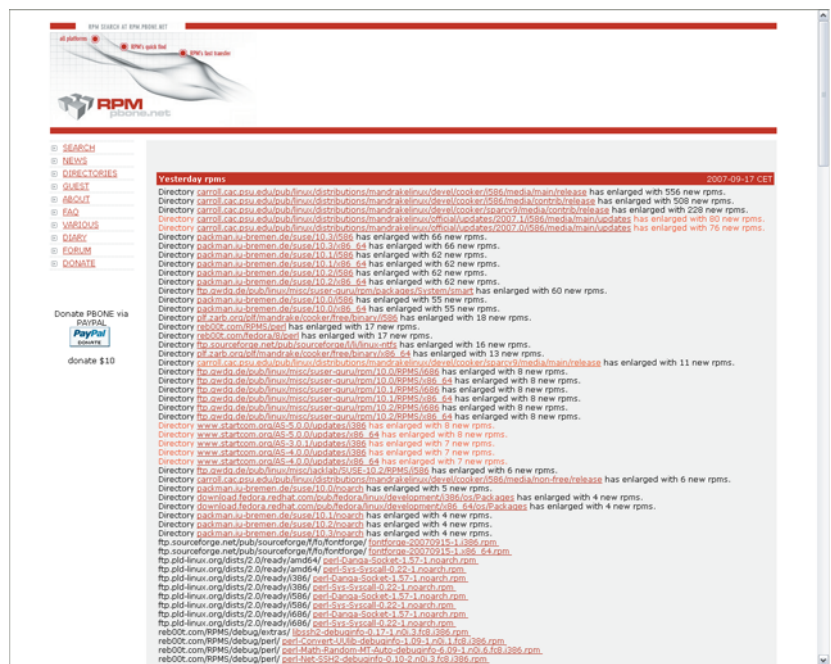 RPM SEARCH AT RPM.PBONE.NET
all platforms
RPM's quick find
RPM's fast transfer
RPM
pbone.net
SEARCH
NEWS
DIRECTORIES
GUEST
ABOUT
FAQ
VARIOUS
DIARY
FORUM
DONATE
Donate PBONE via
PAYPAL
PayPal
DONATE
donate $10
Yesterday rpms 2007-09-17 CET
Directory carroll.cac.psu.edu/pub/linux/distributions/mandrakelinux/devel/cooker/i586/media/main/release has enlarged with 556 new rpms.
Directory carroll.cac.psu.edu/pub/linux/distributions/mandrakelinux/devel/cooker/i586/media/contrib/release has enlarged with 508 new rpms.
Directory carroll.cac.psu.edu/pub/linux/distributions/mandrakelinux/devel/cooker/sparcv9/media/contrib/release has enlarged with 228 new rpms.
Directory carroll.cac.psu.edu/pub/linux/distributions/mandrakelinux/official/updates/2007.1/i586/media/main/updates has enlarged with 80 new rpms.
Directory carroll.cac.psu.edu/pub/linux/distributions/mandrakelinux/official/updates/2007.0/i586/media/main/updates has enlarged with 76 new rpms.
Directory packman.iu-bremen.de/suse/10.3/i586 has enlarged with 66 new rpms.
Directory packman.iu-bremen.de/suse/10.3/x86_64 has enlarged with 66 new rpms.
Directory packman.iu-bremen.de/suse/10.1/i586 has enlarged with 62 new rpms.
Directory packman.iu-bremen.de/suse/10.1/x86_64 has enlarged with 62 new rpms.
Directory packman.iu-bremen.de/suse/10.2/i586 has enlarged with 62 new rpms.
Directory packman.iu-bremen.de/suse/10.2/x86_64 has enlarged with 62 new rpms.
Directory ftp.gwdg.de/pub/linux/misc/suser-guru/rpm/packages/System/smart has enlarged with 60 new rpms.
Directory packman.iu-bremen.de/suse/10.0/i586 has enlarged with 55 new rpms.
Directory packman.iu-bremen.de/suse/10.0/x86_64 has enlarged with 55 new rpms.
Directory plf.zarb.org/plf/mandrake/cooker/free/binary/i586 has enlarged with 18 new rpms.
Directory reb00t.com/RPMS/perl has enlarged with 17 new rpms.
Directory reb00t.com/fedora/8/perl has enlarged with 17 new rpms.
Directory ftp.sourceforge.net/pub/sourceforge/l/li/linux-ntfs has enlarged with 16 new rpms.
Directory plf.zarb.org/plf/mandrake/cooker/free/binary/x86_64 has enlarged with 13 new rpms.
Directory carroll.cac.psu.edu/pub/linux/distributions/mandrakelinux/devel/cooker/sparcv9/media/main/release has enlarged with 11 new rpms.
Directory ftp.gwdg.de/pub/linux/misc/suser-guru/rpm/10.0/RPMS/i686 has enlarged with 8 new rpms.
Directory ftp.gwdg.de/pub/linux/misc/suser-guru/rpm/10.0/RPMS/x86_64 has enlarged with 8 new rpms.
Directory ftp.gwdg.de/pub/linux/misc/suser-guru/rpm/10.1/RPMS/i686 has enlarged with 8 new rpms.
Directory ftp.gwdg.de/pub/linux/misc/suser-guru/rpm/10.1/RPMS/x86_64 has enlarged with 8 new rpms.
Directory ftp.gwdg.de/pub/linux/misc/suser-guru/rpm/10.2/RPMS/i686 has enlarged with 8 new rpms.
Directory ftp.gwdg.de/pub/linux/misc/suser-guru/rpm/10.2/RPMS/x86_64 has enlarged with 8 new rpms.
Directory www.startcom.org/AS-5.0.0/updates/i386 has enlarged with 8 new rpms.
Directory www.startcom.org/AS-5.0.0/updates/x86_64 has enlarged with 8 new rpms.
Directory www.startcom.org/AS-3.0.1/updates/i386 has enlarged with 7 new rpms.
Directory www.startcom.org/AS-4.0.0/updates/i386 has enlarged with 7 new rpms.
Directory www.startcom.org/AS-4.0.0/updates/x86_64 has enlarged with 7 new rpms.
Directory ftp.gwdg.de/pub/linux/misc/jacklab/SUSE-10.2/RPMS/i586 has enlarged with 6 new rpms.
Directory carroll.cac.psu.edu/pub/linux/distributions/mandrakelinux/devel/cooker/i586/media/non-free/release has enlarged with 6 new rpms.
Directory packman.iu-bremen.de/suse/10.0/noarch has enlarged with 5 new rpms.
Directory download.fedora.redhat.com/pub/fedora/linux/development/i386/os/Packages has enlarged with 4 new rpms.
Directory download.fedora.redhat.com/pub/fedora/linux/development/x86_64/os/Packages has enlarged with 4 new rpms.
Directory packman.iu-bremen.de/suse/10.1/noarch has enlarged with 4 new rpms.
Directory packman.iu-bremen.de/suse/10.2/noarch has enlarged with 4 new rpms.
Directory packman.iu-bremen.de/suse/10.3/noarch has enlarged with 4 new rpms.
ftp.sourceforge.net/pub/sourceforge/f/fo/fontforge/ fontforge-20070915-1.i386.rpm
ftp.sourceforge.net/pub/sourceforge/f/fo/fontforge/ fontforge-20070915-1.x86_64.rpm
ftp.pld-linux.org/dists/2.0/ready/amd64/ perl-Danga-Socket-1.57-1.noarch.rpm
ftp.pld-linux.org/dists/2.0/ready/amd64/ perl-Sys-Syscall-0.22-1.noarch.rpm
ftp.pld-linux.org/dists/2.0/ready/i386/ perl-Danga-Socket-1.57-1.noarch.rpm
ftp.pld-linux.org/dists/2.0/ready/i386/ perl-Sys-Syscall-0.22-1.noarch.rpm
ftp.pld-linux.org/dists/2.0/ready/i586/ perl-Danga-Socket-1.57-1.noarch.rpm
ftp.pld-linux.org/dists/2.0/ready/i586/ perl-Sys-Syscall-0.22-1.noarch.rpm
ftp.pld-linux.org/dists/2.0/ready/i686/ perl-Danga-Socket-1.57-1.noarch.rpm
ftp.pld-linux.org/dists/2.0/ready/i686/ perl-Sys-Syscall-0.22-1.noarch.rpm
reb00t.com/RPMS/debug/extras/ libssh2-debuginfo-0.17-1.n0i.3.fc8.i386.rpm
reb00t.com/RPMS/debug/perl/ perl-Convert-UUlib-debuginfo-1.09-1.n0i.1.fc8.i386.rpm
reb00t.com/RPMS/debug/perl/ perl-Math-Random-MT-Auto-debuginfo-6.09-1.n0i.6.fc8.i386.rpm
reb00t.com/RPMS/debug/perl/ perl-Net-SSH2-debuginfo-0.10-2.n0i.3.fc8.i386.rpm